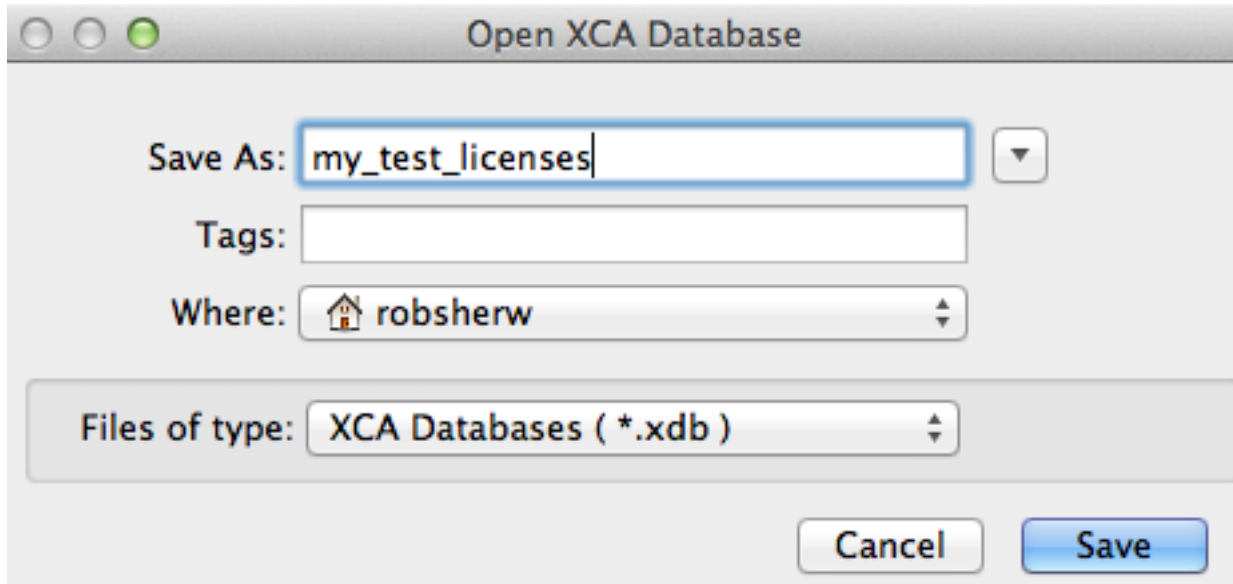 Open XCA Database
Save As: my_test_licenses
Tags:
Where: robsherw
Files of type: XCA Databases ( *.xdb )
Cancel Save